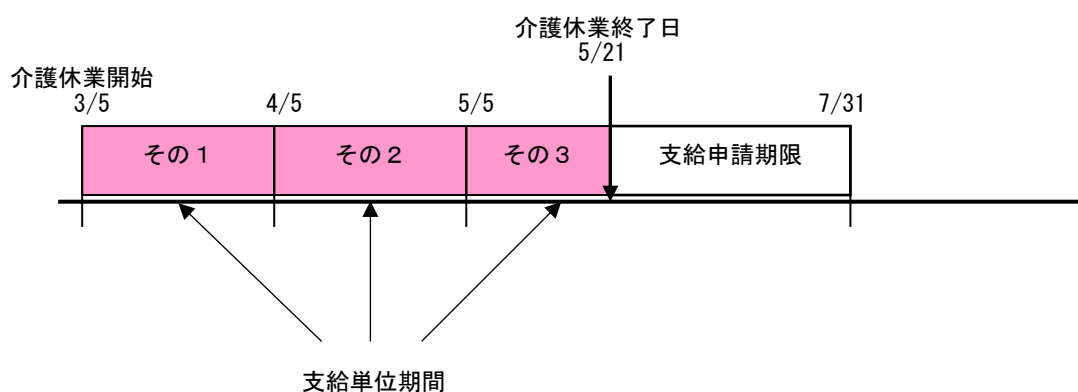 介護休業終了日
5/21
介護休業開始
3/5
4/5
5/5
7/31
その１
その２
その３
支給申請期限
支給単位期間